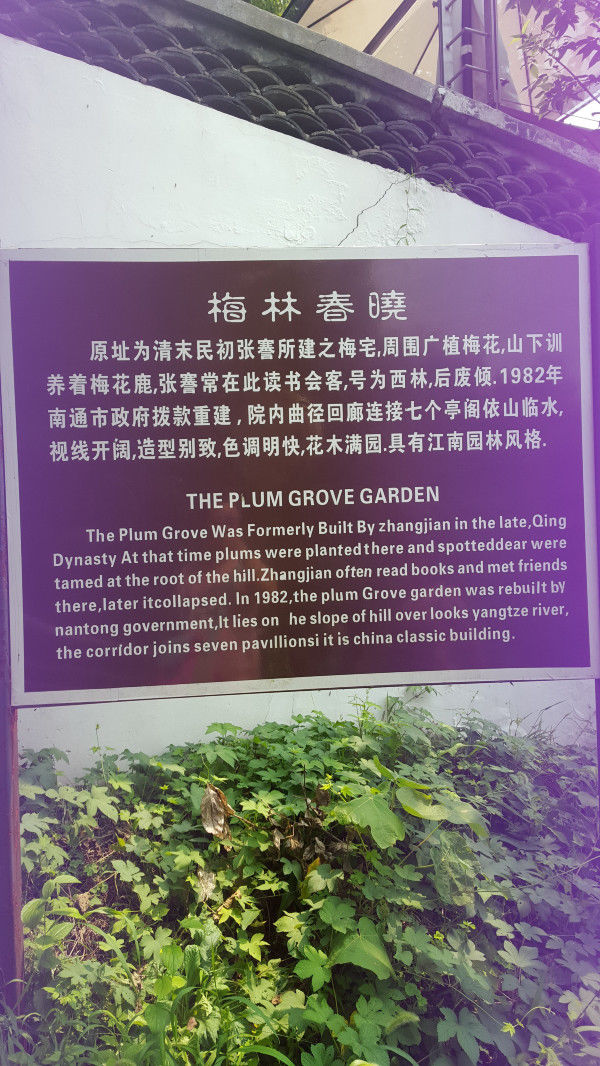 梅林春曉
原址为清末民初张謇所建之梅宅,周围广植梅花,山下训
养着梅花鹿,张謇常在此读书会客,号为西林,后废倾.1982年
南通市政府拨款重建,院内曲径回廊连接七个亭阁依山临水,
视线开阔,造型别致,色调明快,花木满园.具有江南园林风格.
THE PLUM GROVE GARDEN
The Plum Grove Was Formerly Built By zhangjian in the late,Qing
Dynasty At that time plums were planted there and spotteddear were
tamed at the root of the hill.Zhangjian often read books and met friends
there,later itcollapsed. In 1982,the plum Grove garden was rebuilt by
nantong government,It lies on he slope of hill over looks yangtze river,
the corridor joins seven pavillionsi it is china classic building.